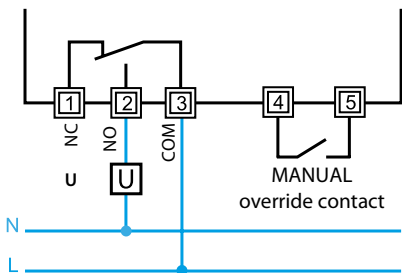 1 2 3 4 5
NC NO COM
U U
MANUAL
override contact
N
L